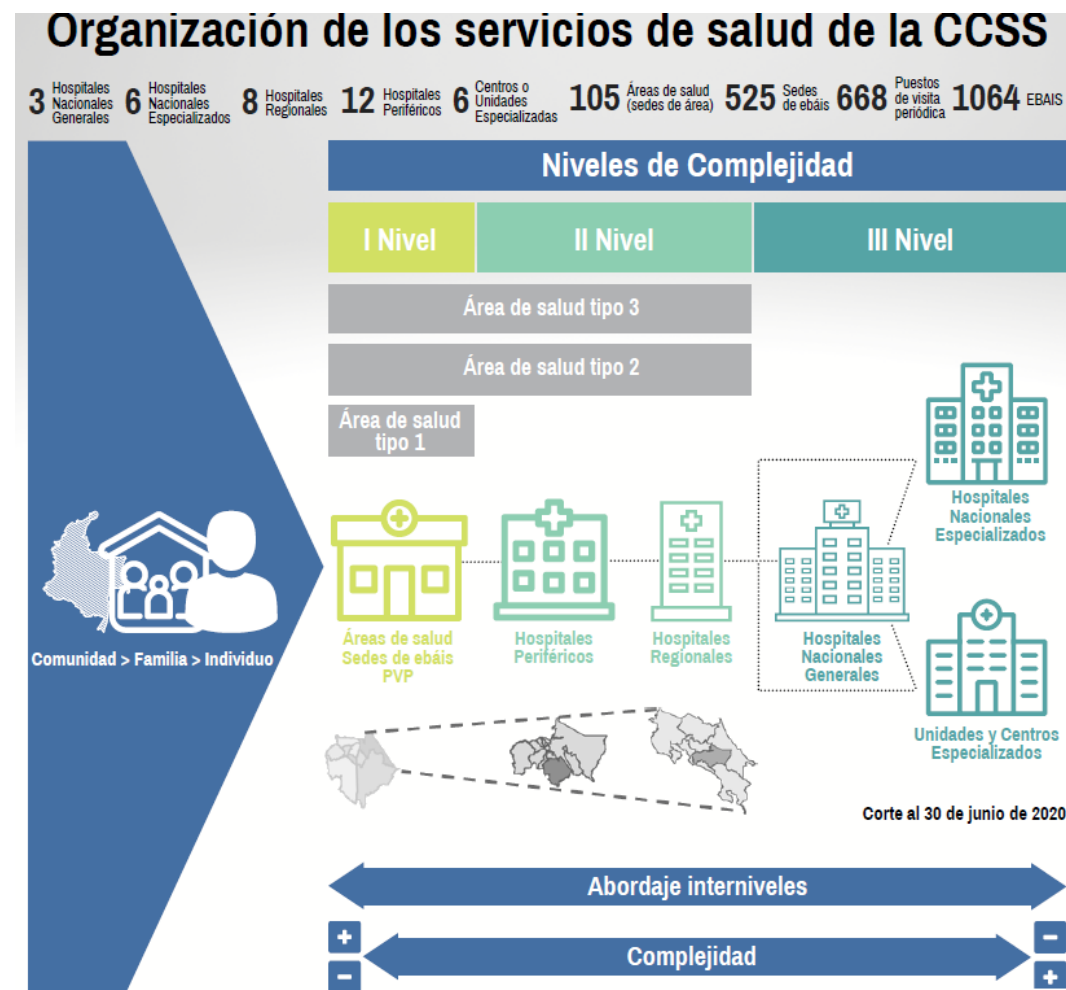 Organización de los servicios de salud de la CCSS
3 Hospitales
Nacionales
Generales
6 Hospitales
Nacionales
Especializados
8 Hospitales
Regionales
12 Hospitales
Periféricos
6 Centros o
Unidades
Especializadas
105 Áreas de salud
(sedes de área)
525 Sedes
de ebáis
668 Puestos
de visita
periódica
1064 EBAIS
Niveles de Complejidad
I Nivel
II Nivel
III Nivel
Área de salud tipo 3
Área de salud tipo 2
Área de salud
tipo 1
Comunidad > Familia > Individuo
Áreas de salud
Sedes de ebáis
PVP
Hospitales
Periféricos
Hospitales
Regionales
Hospitales
Nacionales
Generales
Hospitales
Nacionales
Especializados
Unidades y Centros
Especializados
Corte al 30 de junio de 2020
Abordaje interniveles
+
−
Complejidad
−
+